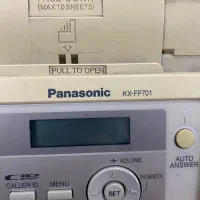 (MAX 10 SHEETS)
PULL TO OPEN
Panasonic KX-FP701
VOLUME
AUTO
ANSWER
CALLER ID MENU
SET